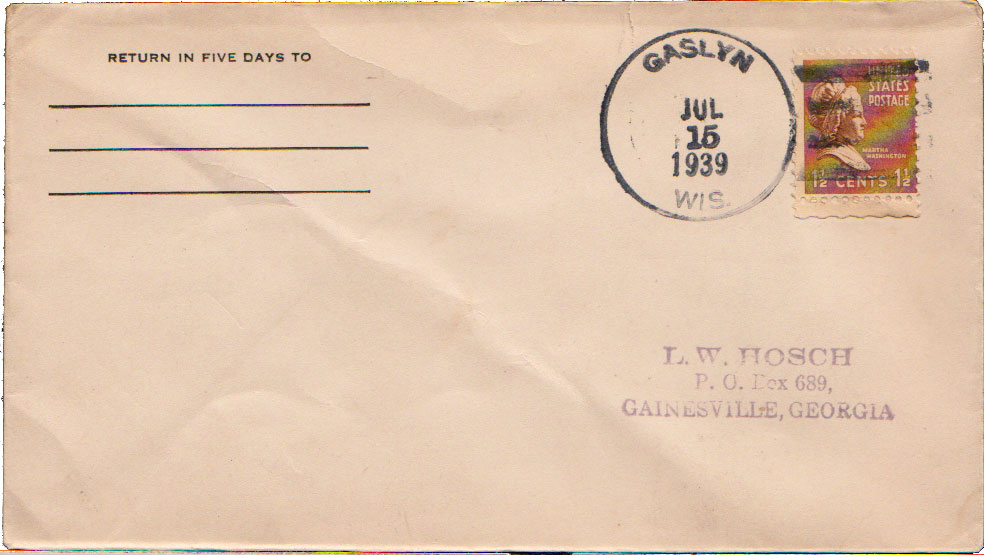 RETURN IN FIVE DAYS TO
GASLYN
JUL
15
1939
WIS.
UNITED
STATES
POSTAGE
MARTHA
WASHINGTON
1½ CENTS 1½
L. W. HOSCH
P. O. Box 689,
GAINESVILLE, GEORGIA